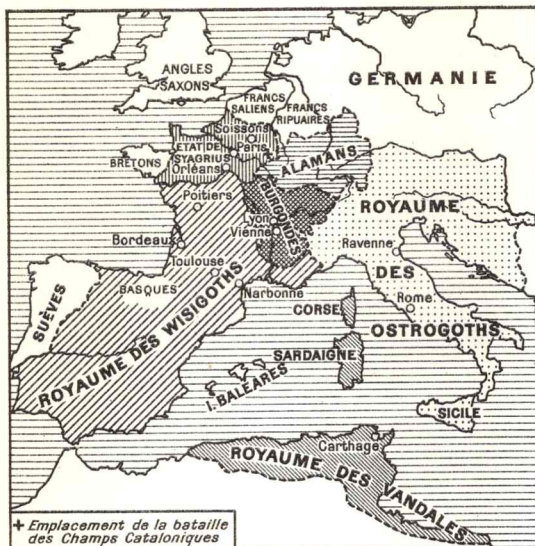 ANGLES
SAXONS
GERMANIE
FRANCS
SALIENS
FRANCS
RIPUAIRES
Soissons
Paris
ETAT DE
SYAGRIUS
Orléans
BRETONS
ALAMANS
Poitiers
BURGONDES
Lyon
Vienne
ROYAUME
DES
OSTROGOTHS
Ravenne
Bordeaux
Toulouse
Narbonne
BASQUES
SUÈVES
ROYAUME DES WISIGOTHS
CORSE
Rome
SARDAIGNE
I. BALÉARES
SICILE
Carthage
ROYAUME DES VANDALES
+ Emplacement de la bataille
des Champs Cataloniques